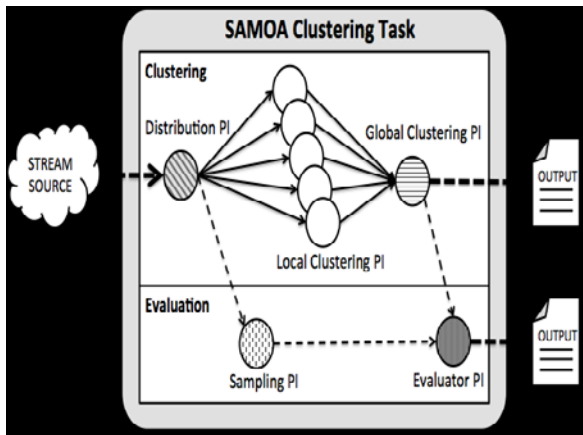 SAMOA Clustering Task
Clustering
Distribution PI
Global Clustering PI
STREAM
SOURCE
OUTPUT
Local Clustering PI
Evaluation
OUTPUT
Sampling PI
Evaluator PI